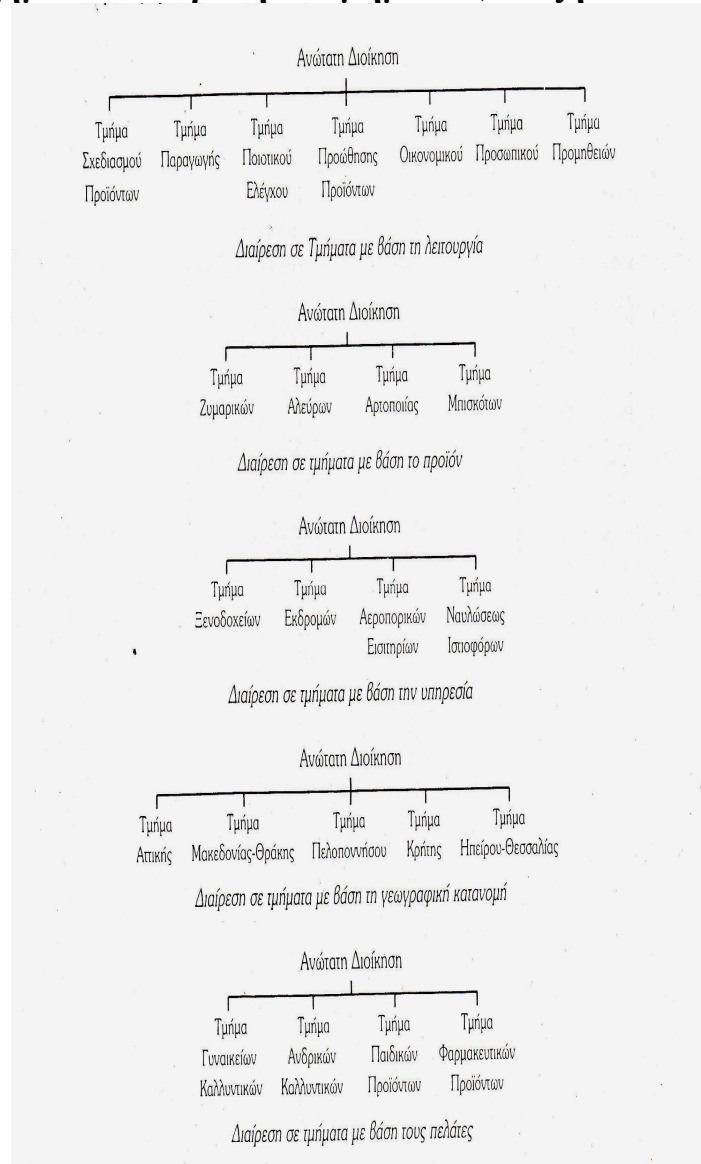 Ανώτατη Διοίκηση
Τμήμα Τμήμα Τμήμα Τμήμα Τμήμα Τμήμα Τμήμα
Σχεδιασμού Παραγωγής Ποιοτικού Προώθησης Οικονομικού Προσωπικού Προμηθειών
Προϊόντων Ελέγχου Προϊόντων
Διαίρεση σε Τμήματα με βάση τη λειτουργία
Ανώτατη Διοίκηση
Τμήμα Τμήμα Τμήμα Τμήμα
Ζυμαρικών Αλεύρων Αρτοποιίας Μπισκότων
Διαίρεση σε τμήματα με βάση το προϊόν
Ανώτατη Διοίκηση
Τμήμα Τμήμα Τμήμα Τμήμα
Ξενοδοχείων Εκδρομών Αεροπορικών Ναυλώσεως
Εισιτηρίων Ιστιοφόρων
Διαίρεση σε τμήματα με βάση την υπηρεσία
Ανώτατη Διοίκηση
Τμήμα Τμήμα Τμήμα Τμήμα Τμήμα
Αττικής Μακεδονίας-Θράκης Πελοποννήσου Κρήτης Ηπείρου-Θεσσαλίας
Διαίρεση σε τμήματα με βάση τη γεωγραφική κατανομή
Ανώτατη Διοίκηση
Τμήμα Τμήμα Τμήμα Τμήμα
Γυναικείων Ανδρικών Παιδικών Φαρμακευτικών
Καλλυντικών Καλλυντικών Προϊόντων Προϊόντων
Διαίρεση σε τμήματα με βάση τους πελάτες